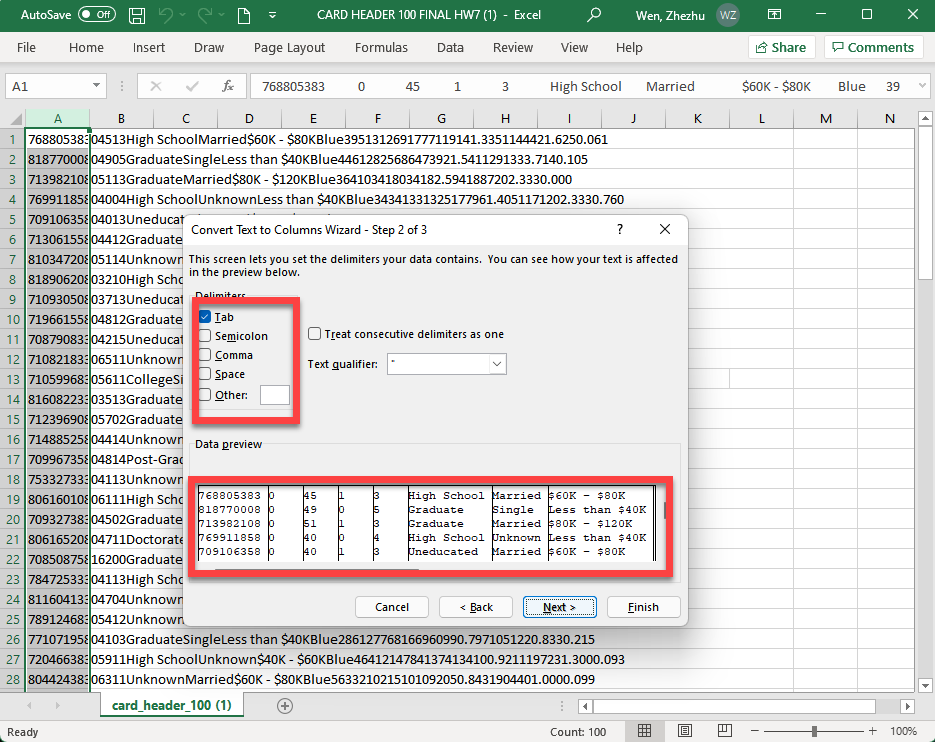 AutoSave Off CARD HEADER 100 FINAL HW7 (1) - Excel Wen, Zhezhu WZ
File Home Insert Draw Page Layout Formulas Data Review View Help Share Comments
A1 fx 768805383 0 45 1 3 High School Married $60K - $80K Blue 39
A B C D E F G H I J K L M N
1 76880538304513High SchoolMarried$60K - $80KBlue3951312691777119141.3351144421.6250.061
2 81877000804905GraduateSingleLess than $40KBlue44612825686473921.5411291333.7140.105
3 71398210805113GraduateMarried$80K - $120KBlue364103418034182.5941887202.3330.000
4 76991185804004High SchoolUnknownLess than $40KBlue34341331325177961.4051171202.3330.760
5 70910635804013Uneducat
6 71306155804412Graduate
7 81034720805114Unknown
8 81890620803210High Scho
9 71093050803713Uneducat
10 71966155804812Graduate
11 70879083304215Uneducat
12 71082183306511Unknown
13 71059968305611CollegeSi
14 81608222303513Graduate
15 71239690805702Graduate
16 71488525804414Unknown
17 70996735804814Post-Grad
18 75332733304113Unknown
19 80616010806111High Scho
20 70932738304502Graduate
21 80616520804711Doctorate
22 70850875816200Graduate
23 78472533304113High Scho
24 81160413304704Unknown
25 78912468305412Unknown
26 77107195804103GraduateSingleLess than $40KBlue286127768166960990.7971051220.8330.215
27 72046638305911High SchoolUnknown$40K - $60KBlue46412147841374134100.9211197231.3000.093
28 80442438306311UnknownMarried$60K - $80KBlue5633210215101092050.8431904401.0000.099
Convert Text to Columns Wizard - Step 2 of 3 ?
This screen lets you set the delimiters your data contains. You can see how your text is affected
in the preview below.
Delimiters
Tab
Semicolon
Comma
Space
Other:
Treat consecutive delimiters as one
Text qualifier: "
Data preview
768805383 0 45 1 3 High School Married $60K - $80K
818770008 0 49 0 5 Graduate Single Less than $40K
713982108 0 51 1 3 Graduate Married $80K - $120K
769911858 0 40 0 4 High School Unknown Less than $40K
709106358 0 40 1 3 Uneducated Married $60K - $80K
Cancel < Back Next > Finish
card_header_100 (1)
Ready Count: 100 100%